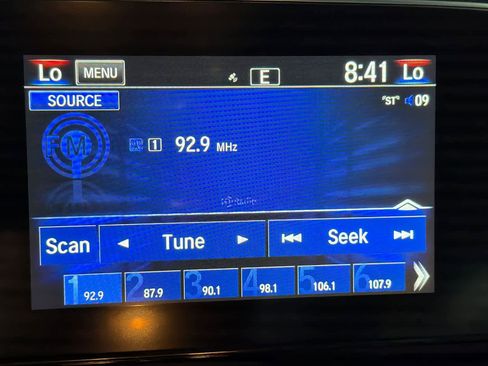 Lo MENU E 8:41 Lo
SOURCE "ST" 09
FM 1 92.9 MHz
Scan Tune Seek
1 92.9 2 87.9 3 90.1 4 98.1 5 106.1 6 107.9